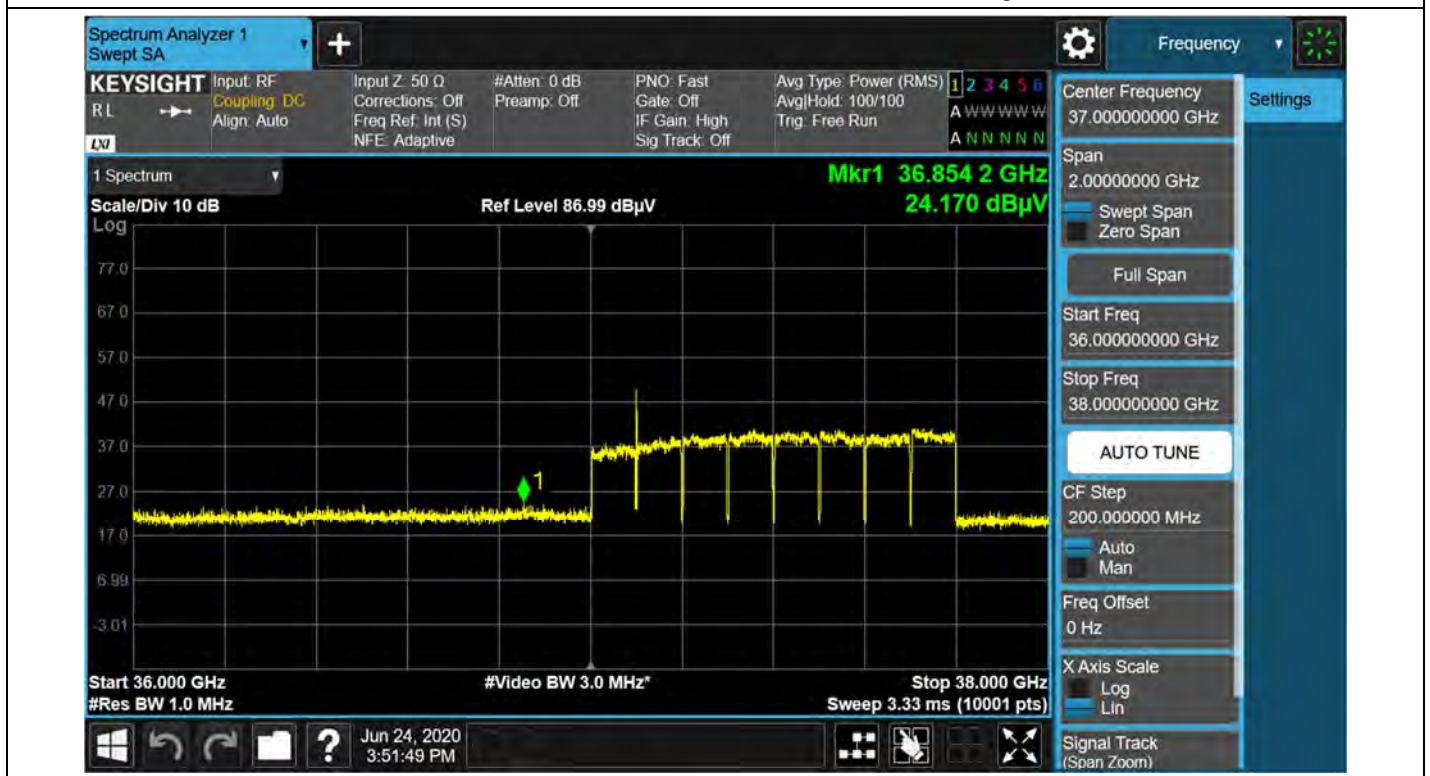 Spectrum Analyzer 1
Swept SA
+
Frequency
KEYSIGHT
R L
LXI
Input: RF
Coupling: DC
Align: Auto
Input Z: 50 Ω
Corrections: Off
Freq Ref: Int (S)
NFE: Adaptive
#Atten: 0 dB
Preamp: Off
PNO: Fast
Gate: Off
IF Gain: High
Sig Track: Off
Avg Type: Power (RMS)
Avg|Hold: 100/100
Trig: Free Run
1 2 3 4 5 6
A W W W W W
A N N N N N
1 Spectrum
Scale/Div 10 dB
Ref Level 86.99 dBµV
Mkr1 36.854 2 GHz
24.170 dBµV
Log
77.0
67.0
57.0
47.0
37.0
27.0
17.0
6.99
-3.01
1
Start 36.000 GHz
#Res BW 1.0 MHz
#Video BW 3.0 MHz*
Stop 38.000 GHz
Sweep 3.33 ms (10001 pts)
?
Jun 24, 2020
3:51:49 PM
Center Frequency
37.000000000 GHz
Span
2.00000000 GHz
Swept Span
Zero Span
Full Span
Start Freq
36.000000000 GHz
Stop Freq
38.000000000 GHz
AUTO TUNE
CF Step
200.000000 MHz
Auto
Man
Freq Offset
0 Hz
X Axis Scale
Log
Lin
Signal Track
(Span Zoom)
Settings